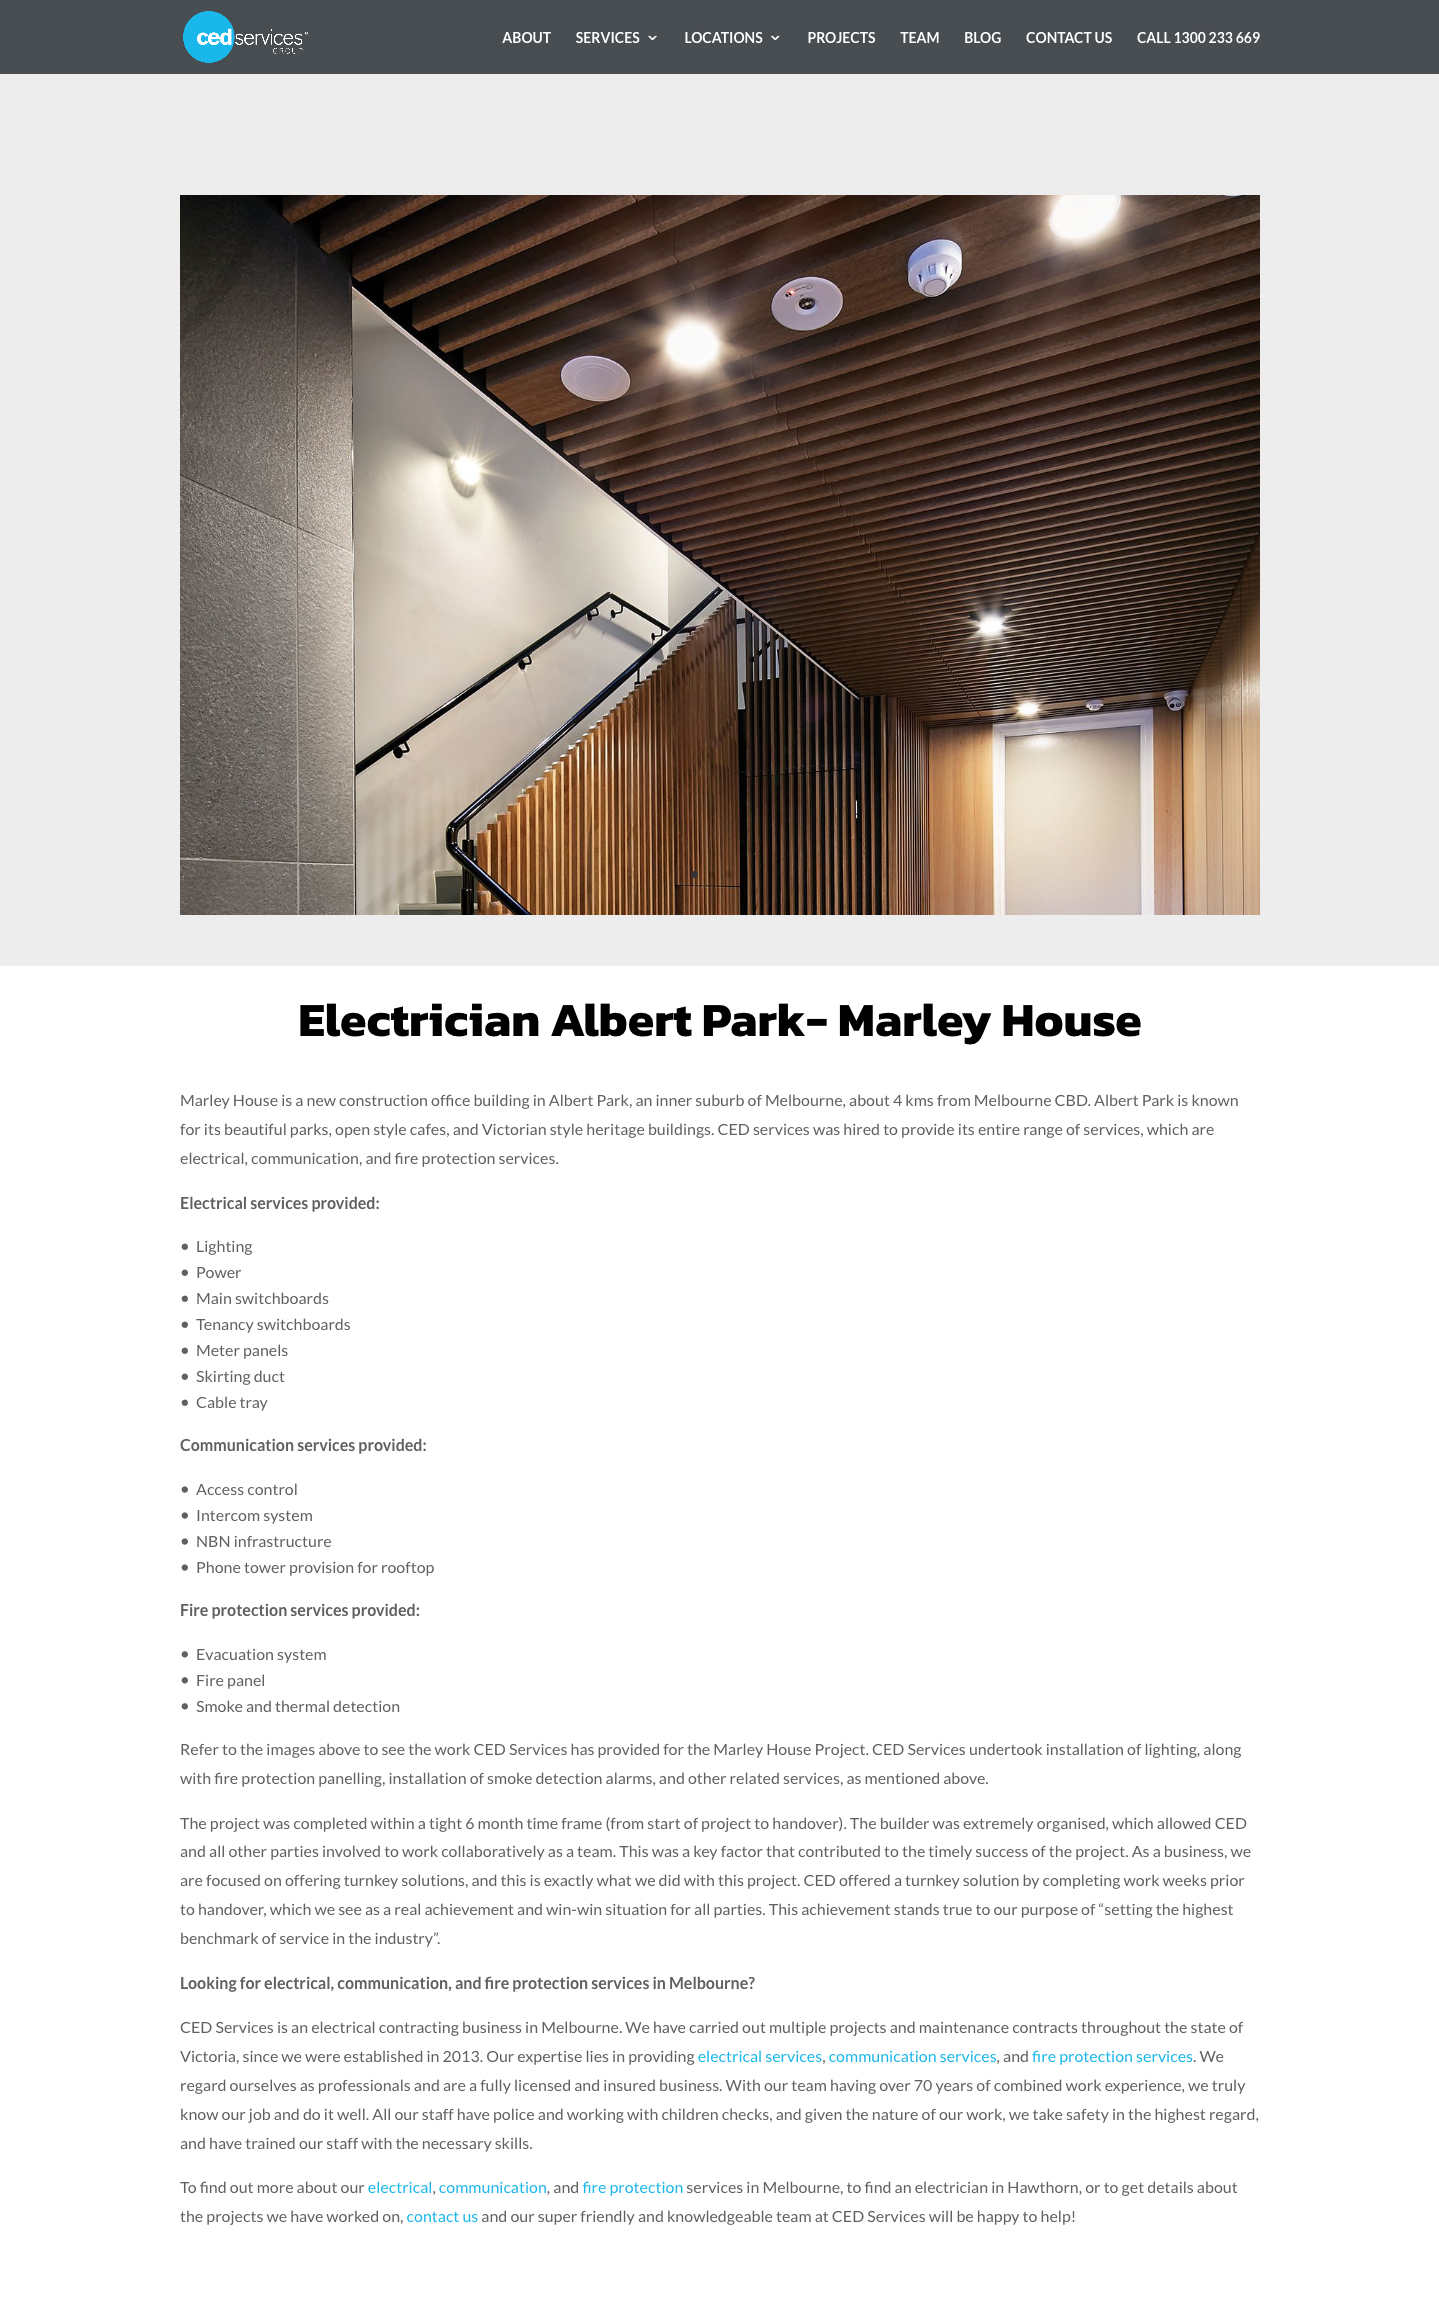 cedservices™
GROUP
ABOUT SERVICES LOCATIONS PROJECTS TEAM BLOG CONTACT US CALL 1300 233 669
Electrician Albert Park- Marley House
Marley House is a new construction office building in Albert Park, an inner suburb of Melbourne, about 4 kms from Melbourne CBD. Albert Park is known
for its beautiful parks, open style cafes, and Victorian style heritage buildings. CED services was hired to provide its entire range of services, which are
electrical, communication, and fire protection services.
Electrical services provided:
• Lighting
• Power
• Main switchboards
• Tenancy switchboards
• Meter panels
• Skirting duct
• Cable tray
Communication services provided:
• Access control
• Intercom system
• NBN infrastructure
• Phone tower provision for rooftop
Fire protection services provided:
• Evacuation system
• Fire panel
• Smoke and thermal detection
Refer to the images above to see the work CED Services has provided for the Marley House Project. CED Services undertook installation of lighting, along
with fire protection panelling, installation of smoke detection alarms, and other related services, as mentioned above.
The project was completed within a tight 6 month time frame (from start of project to handover). The builder was extremely organised, which allowed CED
and all other parties involved to work collaboratively as a team. This was a key factor that contributed to the timely success of the project. As a business, we
are focused on offering turnkey solutions, and this is exactly what we did with this project. CED offered a turnkey solution by completing work weeks prior
to handover, which we see as a real achievement and win-win situation for all parties. This achievement stands true to our purpose of “setting the highest
benchmark of service in the industry”.
Looking for electrical, communication, and fire protection services in Melbourne?
CED Services is an electrical contracting business in Melbourne. We have carried out multiple projects and maintenance contracts throughout the state of
Victoria, since we were established in 2013. Our expertise lies in providing electrical services, communication services, and fire protection services. We
regard ourselves as professionals and are a fully licensed and insured business. With our team having over 70 years of combined work experience, we truly
know our job and do it well. All our staff have police and working with children checks, and given the nature of our work, we take safety in the highest regard,
and have trained our staff with the necessary skills.
To find out more about our electrical, communication, and fire protection services in Melbourne, to find an electrician in Hawthorn, or to get details about
the projects we have worked on, contact us and our super friendly and knowledgeable team at CED Services will be happy to help!